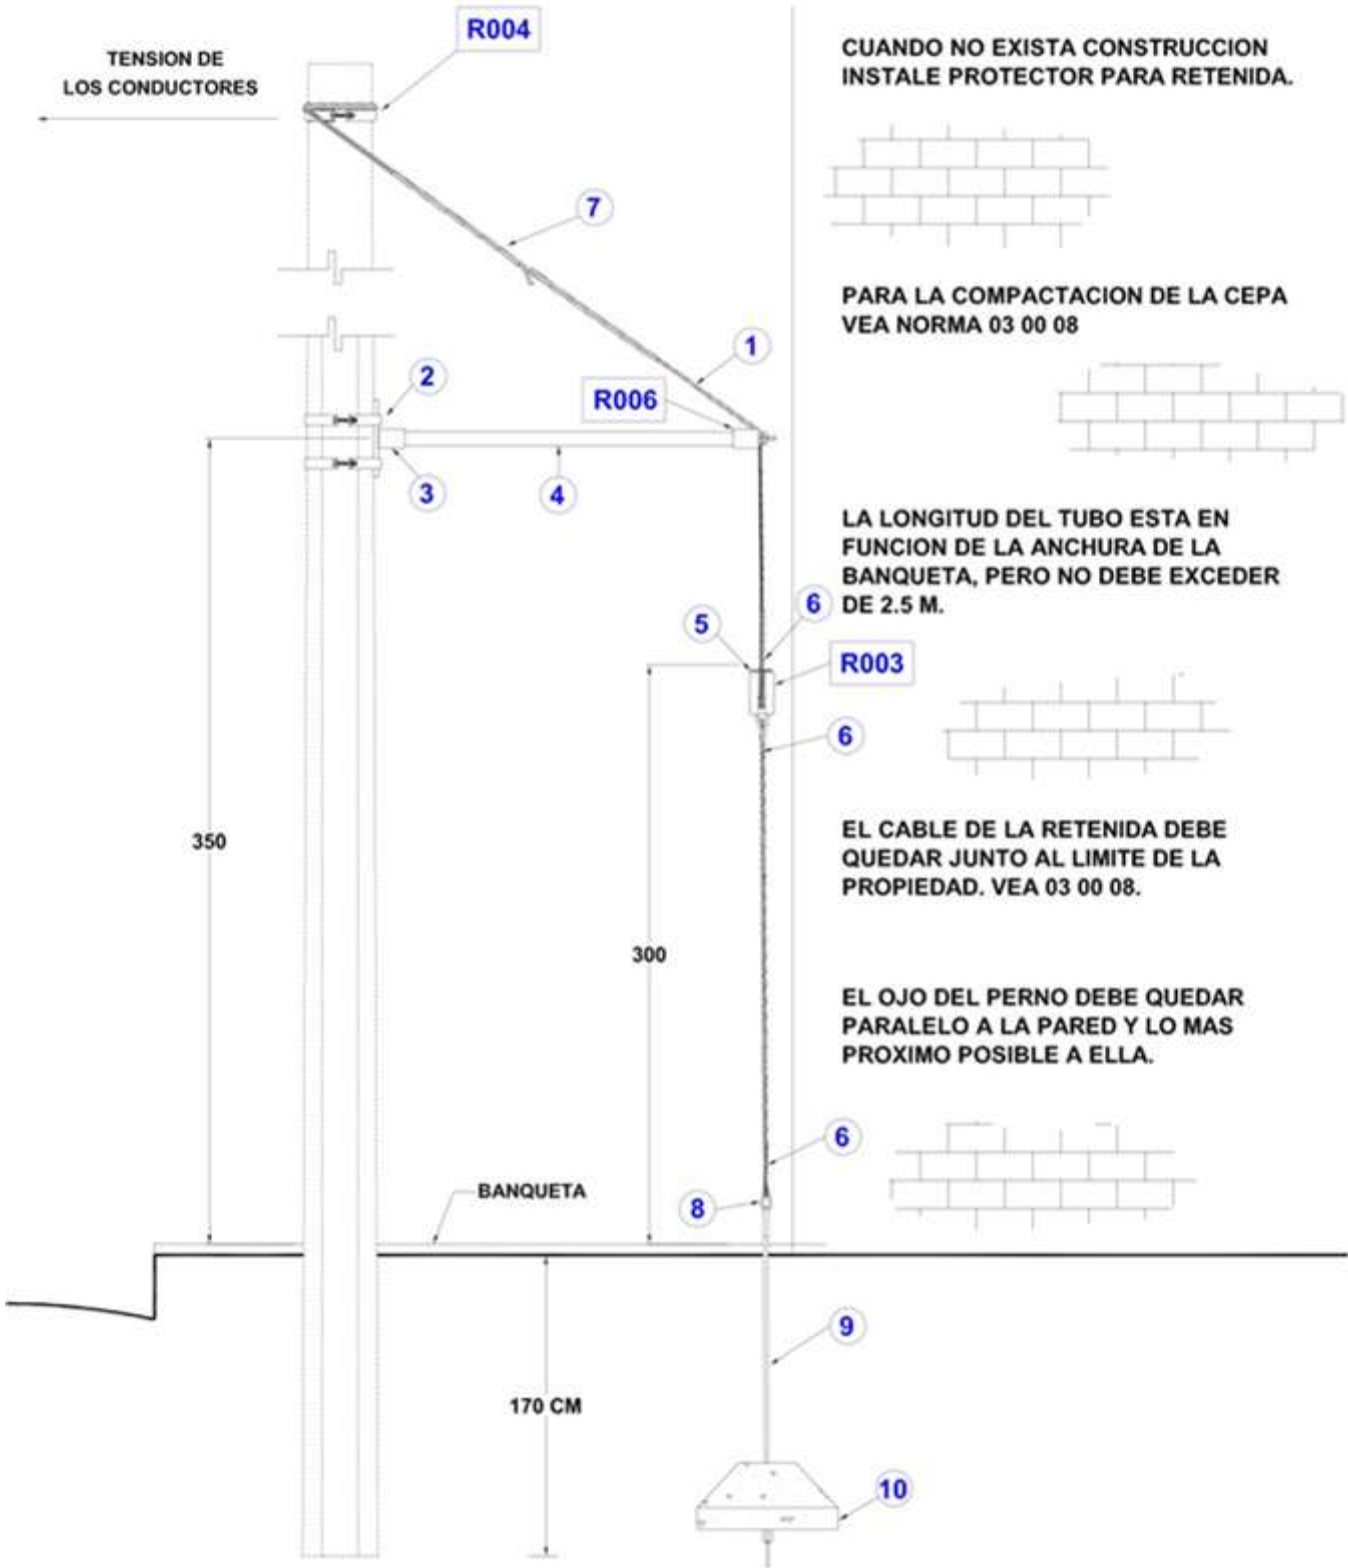 R004
TENSION DE
LOS CONDUCTORES
CUANDO NO EXISTA CONSTRUCCION
INSTALE PROTECTOR PARA RETENIDA.
7
PARA LA COMPACTACION DE LA CEPA
VEA NORMA 03 00 08
1
2
R006
3
4
LA LONGITUD DEL TUBO ESTA EN
FUNCION DE LA ANCHURA DE LA
BANQUETA, PERO NO DEBE EXCEDER
DE 2.5 M.
6
5
R003
6
350
EL CABLE DE LA RETENIDA DEBE
QUEDAR JUNTO AL LIMITE DE LA
PROPIEDAD. VEA 03 00 08.
300
EL OJO DEL PERNO DEBE QUEDAR
PARALELO A LA PARED Y LO MAS
PROXIMO POSIBLE A ELLA.
6
BANQUETA
8
9
170 CM
10